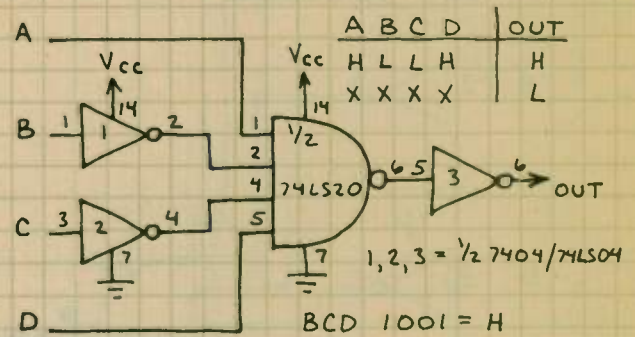 A B C D OUT
H L L H H
X X X X L
A
Vcc
14
B 1 1 2
Vcc
14
1 1/2
2
4 74LS20 6 5 3 6 OUT
5
7
C 3 2 4
7
1, 2, 3 = 1/2 7404/74LS04
D
BCD 1001 = H